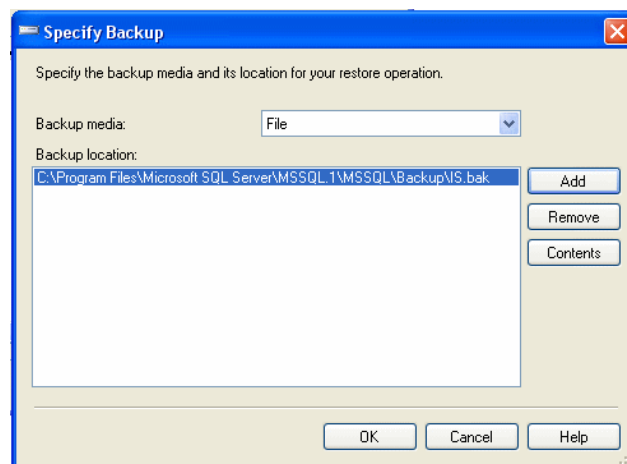 Specify Backup
Specify the backup media and its location for your restore operation.
Backup media:
File
Backup location:
C:\Program Files\Microsoft SQL Server\MSSQL.1\MSSQL\Backup\IS.bak
Add
Remove
Contents
OK
Cancel
Help